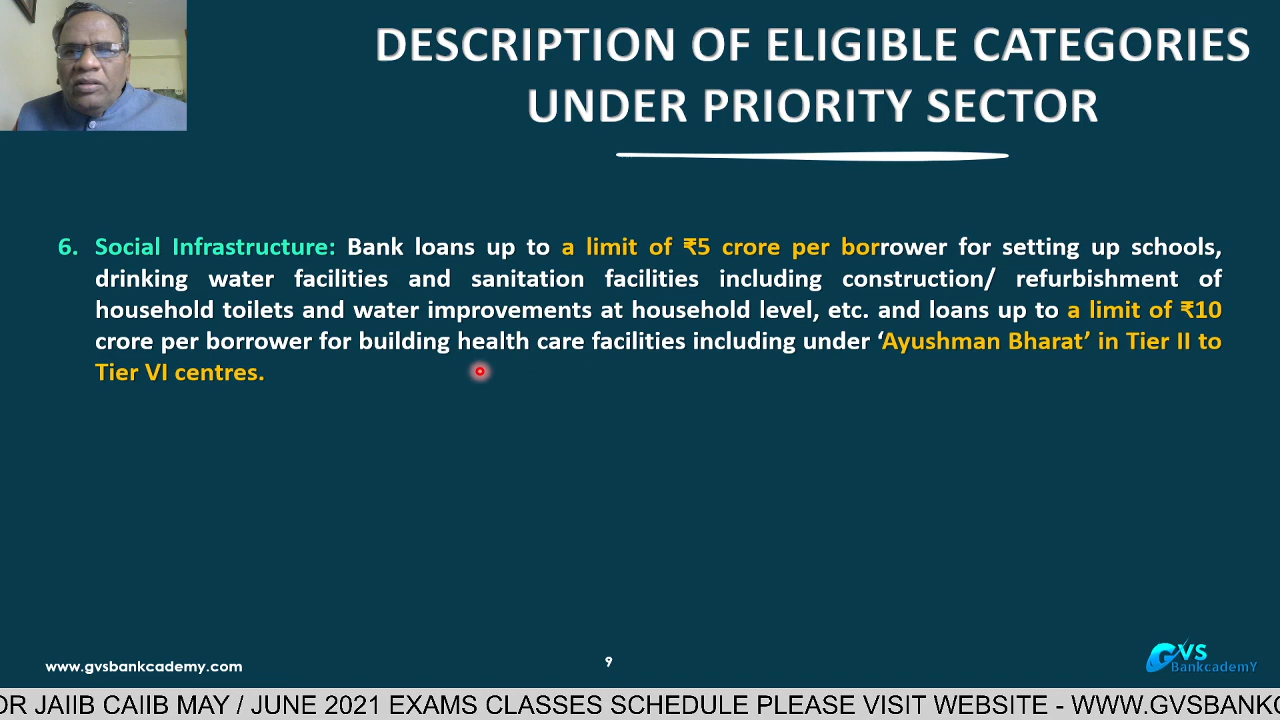 DESCRIPTION OF ELIGIBLE CATEGORIES
UNDER PRIORITY SECTOR
6. Social Infrastructure: Bank loans up to a limit of ₹5 crore per borrower for setting up schools,
drinking water facilities and sanitation facilities including construction/ refurbishment of
household toilets and water improvements at household level, etc. and loans up to a limit of ₹10
crore per borrower for building health care facilities including under ‘Ayushman Bharat’ in Tier II to
Tier VI centres.
www.gvsbankcademy.com
9
GVS
BankcademY
OR JAIIB CAIIB MAY / JUNE 2021 EXAMS CLASSES SCHEDULE PLEASE VISIT WEBSITE - WWW.GVSBANKC